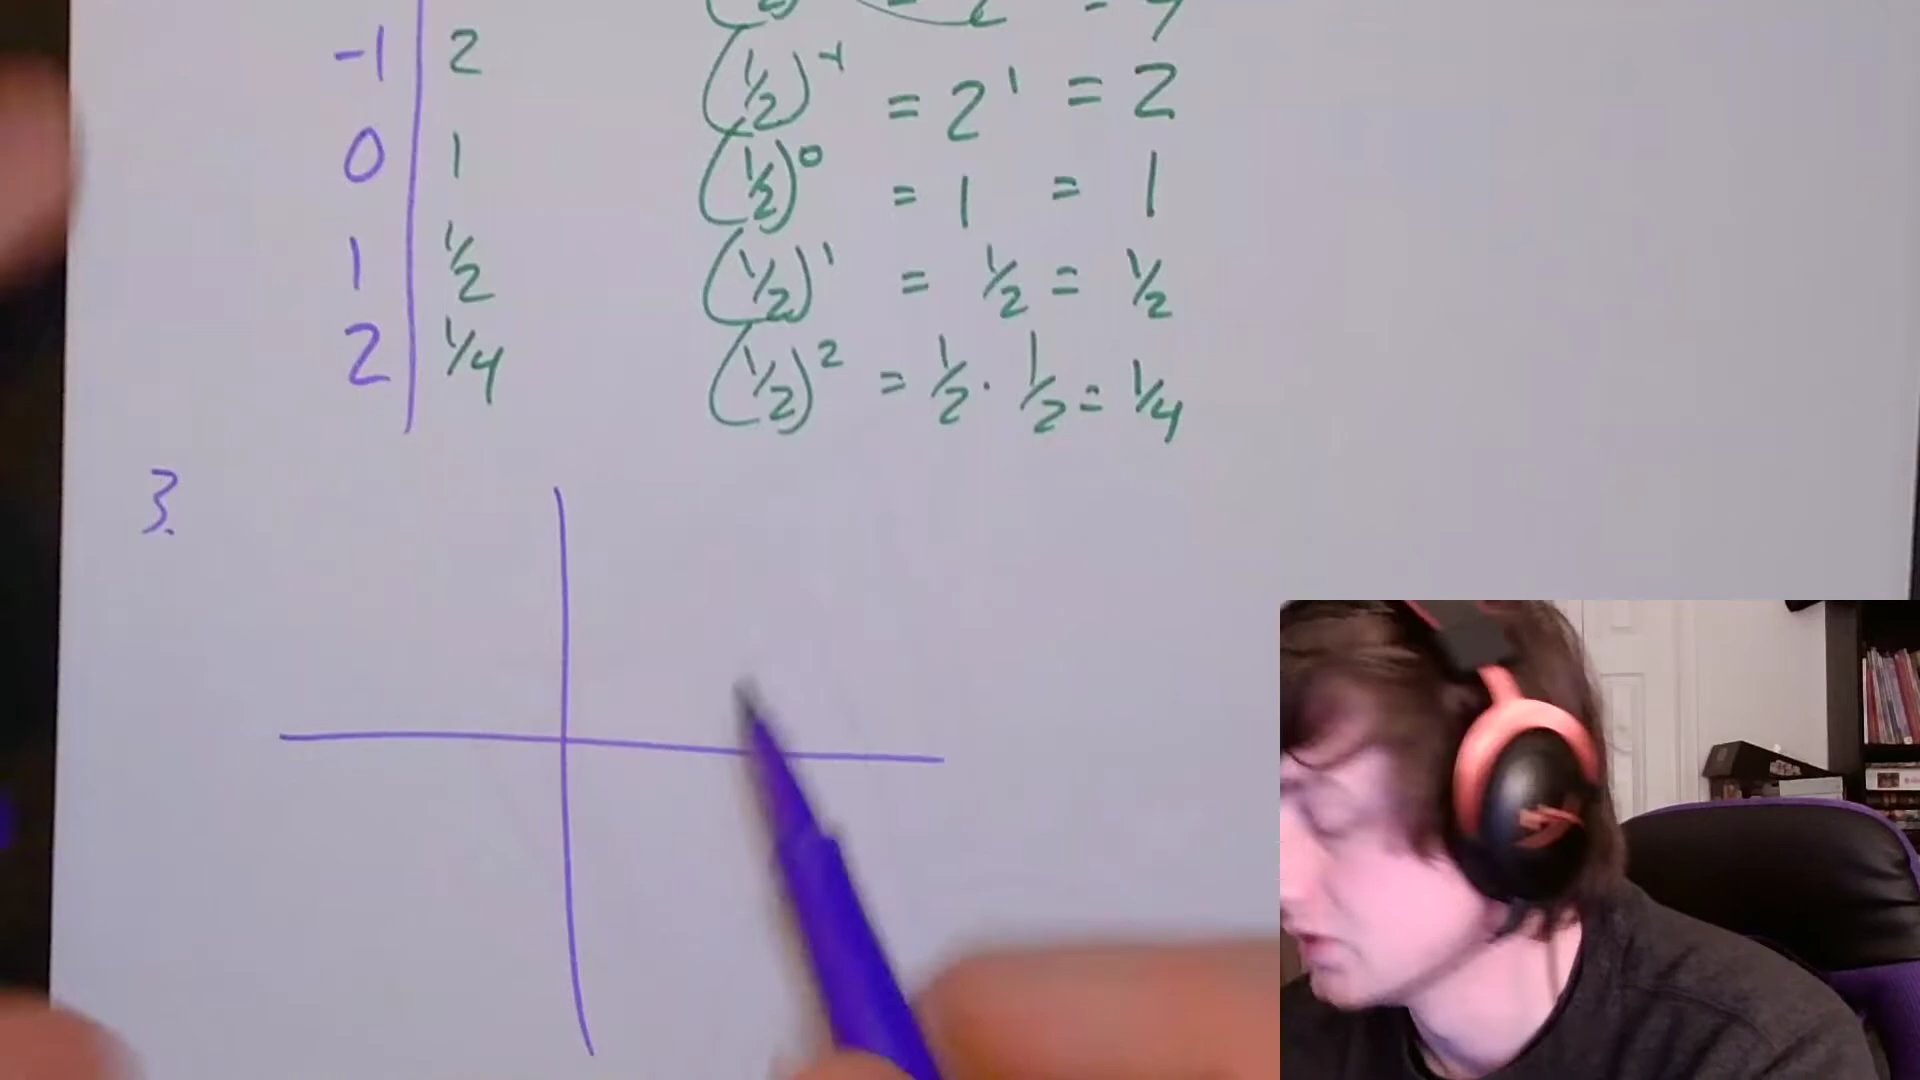 -1 2 (1/2)^-1 = 2^1 = 2
0 1 (1/2)^0 = 1 = 1
1 1/2 (1/2)^1 = 1/2 = 1/2
2 1/4 (1/2)^2 = 1/2 · 1/2 = 1/4
3.